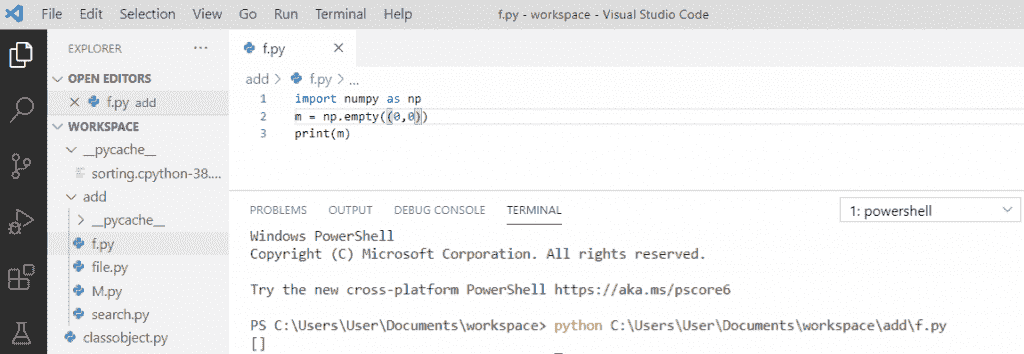 File Edit Selection View Go Run Terminal Help f.py - workspace - Visual Studio Code
EXPLORER ...
OPEN EDITORS
f.py add
WORKSPACE
__pycache__
sorting.cpython-38....
add
__pycache__
f.py
file.py
M.py
search.py
classobject.py
f.py
add > f.py > ...
1 import numpy as np
2 m = np.empty((0,0))
3 print(m)
PROBLEMS OUTPUT DEBUG CONSOLE TERMINAL 1: powershell
Windows PowerShell
Copyright (C) Microsoft Corporation. All rights reserved.
Try the new cross-platform PowerShell https://aka.ms/pscore6
PS C:\Users\User\Documents\workspace> python C:\Users\User\Documents\workspace\add\f.py
[]